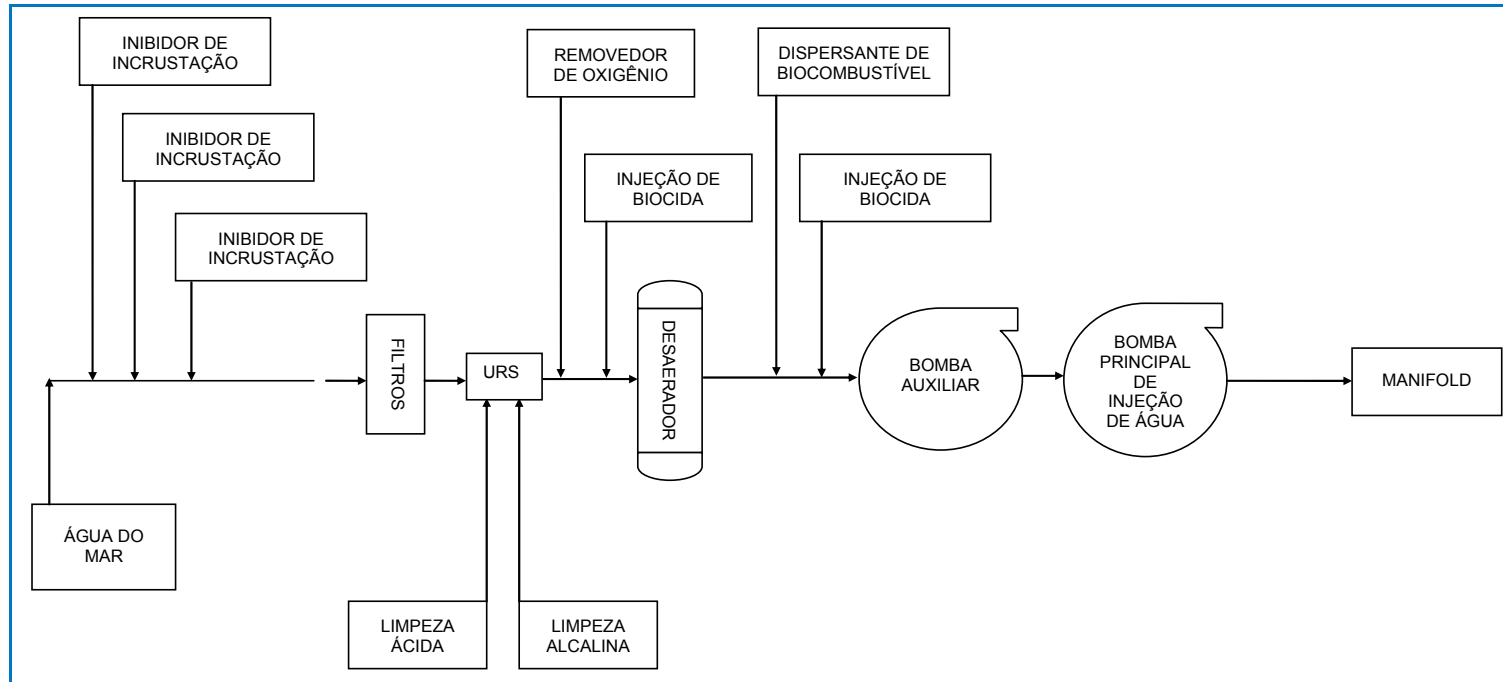 INIBIDOR DE
INCRUSTAÇÃO
REMOVEDOR
DE OXIGÊNIO
DISPERSANTE DE
BIOCOMBUSTÍVEL
INIBIDOR DE
INCRUSTAÇÃO
INJEÇÃO DE
BIOCIDA
INJEÇÃO DE
BIOCIDA
INIBIDOR DE
INCRUSTAÇÃO
FILTROS
URS
DESAERADOR
BOMBA
AUXILIAR
BOMBA
PRINCIPAL
DE
INJEÇÃO
DE ÁGUA
MANIFOLD
ÁGUA DO
MAR
LIMPEZA
ÁCIDA
LIMPEZA
ALCALINA